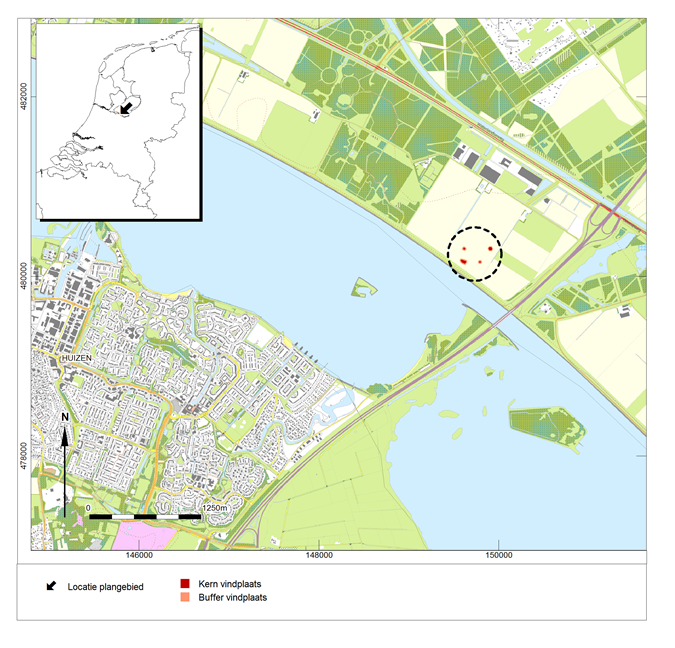 482000
480000
478000
HUIZEN
N
0 1250m
146000 148000 150000
Locatie plangebied
Kern vindplaats
Buffer vindplaats